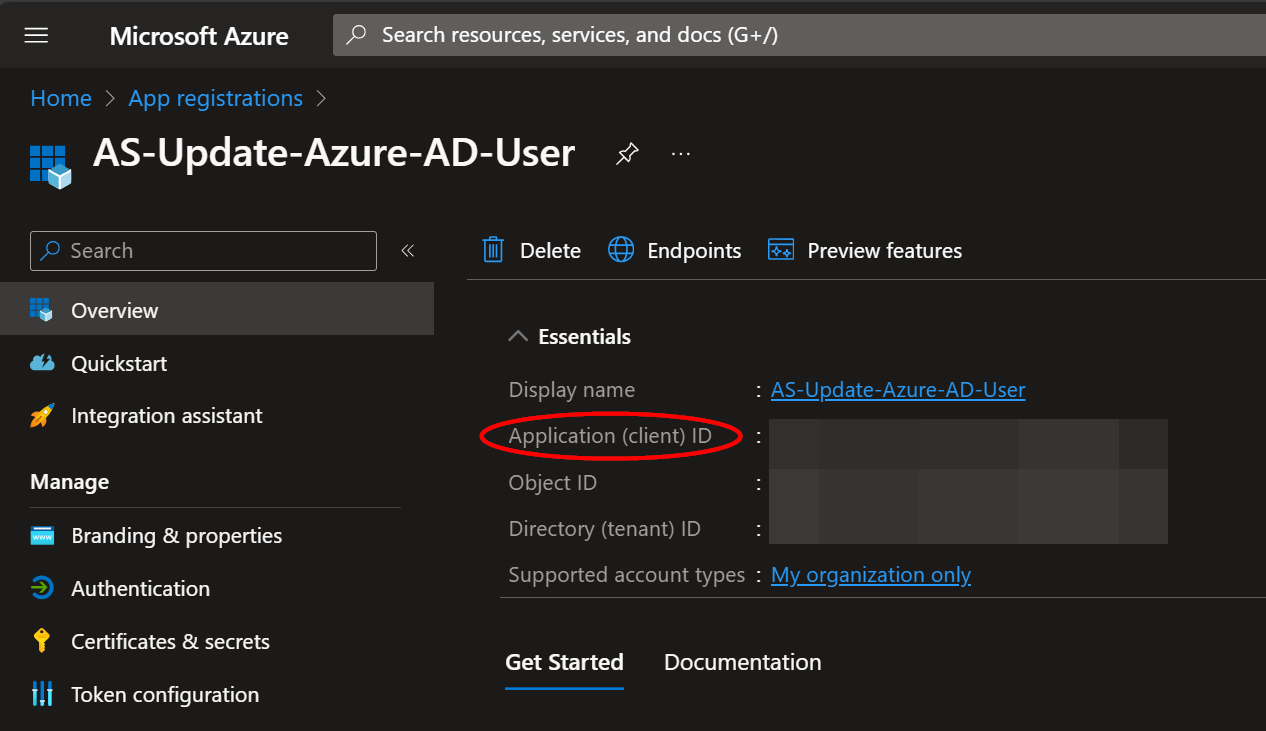 Microsoft Azure
Search resources, services, and docs (G+/)
Home > App registrations >
AS-Update-Azure-AD-User
...
Search
«
Delete
Endpoints
Preview features
Overview
Quickstart
Integration assistant
Manage
Branding & properties
Authentication
Certificates & secrets
Token configuration
Essentials
Display name : AS-Update-Azure-AD-User
Application (client) ID :
Object ID :
Directory (tenant) ID :
Supported account types : My organization only
Get Started
Documentation